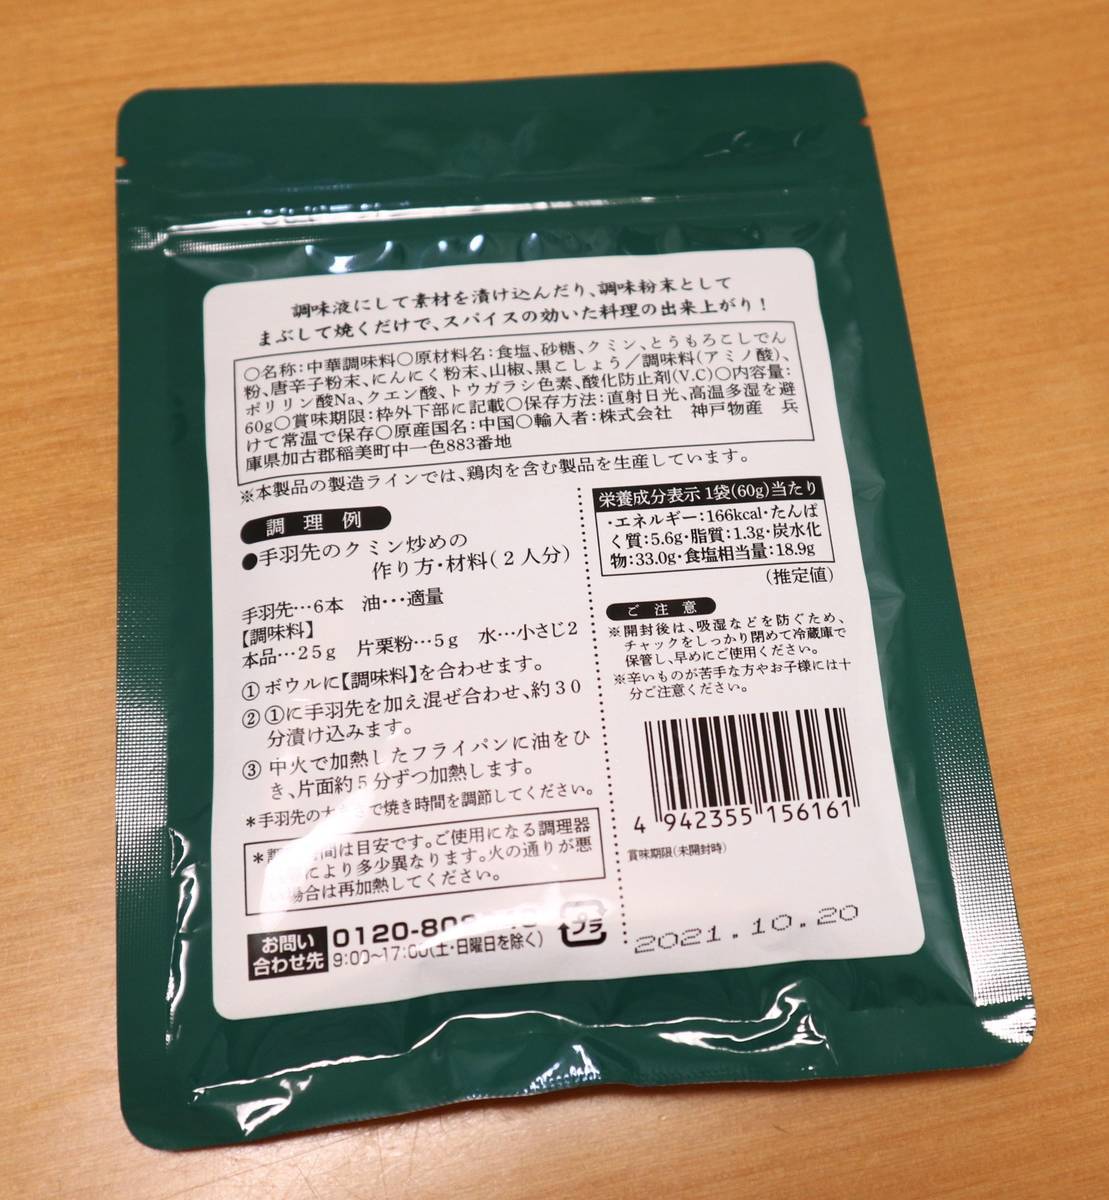 調味液にして素材を漬け込んだり、調味粉末として
まぶして焼くだけで、スパイスの効いた料理の出来上がり！
○名称：中華調味料○原材料名：食塩、砂糖、クミン、とうもろこしでん
粉、唐辛子粉末、にんにく粉末、山椒、黒こしょう／調味料（アミノ酸）、
ポリリン酸Na、クエン酸、トウガラシ色素、酸化防止剤（V.C）○内容量：
60g○賞味期限：枠外下部に記載○保存方法：直射日光、高温多湿を避
けて常温で保存○原産国名：中国○輸入者：株式会社　神戸物産　兵
庫県加古郡稲美町中一色883番地
※本製品の製造ラインでは、鶏肉を含む製品を生産しています。
調理例
●手羽先のクミン炒めの
作り方・材料（2人分）
手羽先…6本　油…適量
【調味料】
本品…25g　片栗粉…5g　水…小さじ2
①ボウルに【調味料】を合わせます。
②①に手羽先を加え混ぜ合わせ、約30
分漬け込みます。
③中火で加熱したフライパンに油をひ
き、片面約5分ずつ加熱します。
＊手羽先の大 で焼き時間を調節してください。
＊ 間は目安です。ご使用になる調理器
により多少異なります。火の通りが悪
い場合は再加熱してください。
お問い
合わせ先
0120-80
9:00〜17:00（土・日曜日を除く）
プラ
栄養成分表示 1袋(60g)当たり
・エネルギー：166kcal・たんぱ
く質：5.6g・脂質：1.3g・炭水化
物：33.0g・食塩相当量：18.9g
（推定値）
ご注意
※開封後は、吸湿などを防ぐため、
チャックをしっかり閉めて冷蔵庫で
保管し、早めにご使用ください。
※辛いものが苦手な方やお子様には十
分ご注意ください。
4 942355 156161
賞味期限（未開封時）
2021.10.20